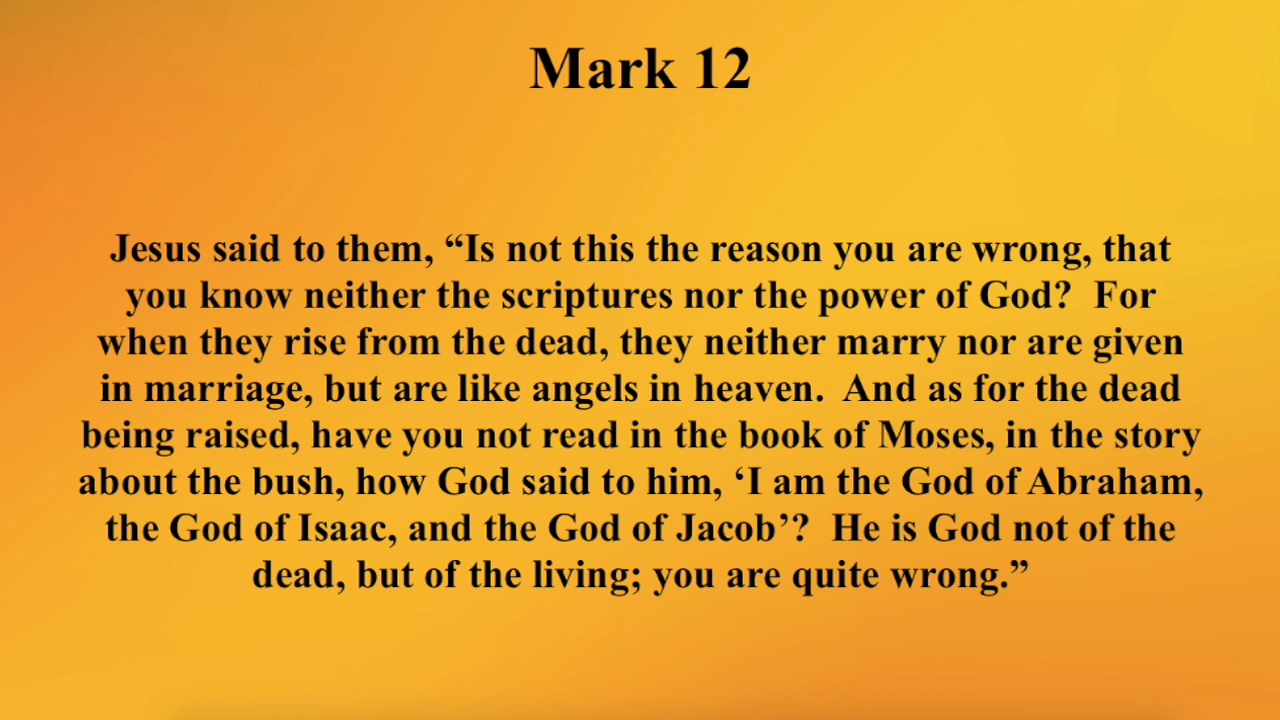 Mark 12
Jesus said to them, “Is not this the reason you are wrong, that
you know neither the scriptures nor the power of God?  For
when they rise from the dead, they neither marry nor are given
in marriage, but are like angels in heaven.  And as for the dead
being raised, have you not read in the book of Moses, in the story
about the bush, how God said to him, ‘I am the God of Abraham,
the God of Isaac, and the God of Jacob’?  He is God not of the
dead, but of the living; you are quite wrong.”